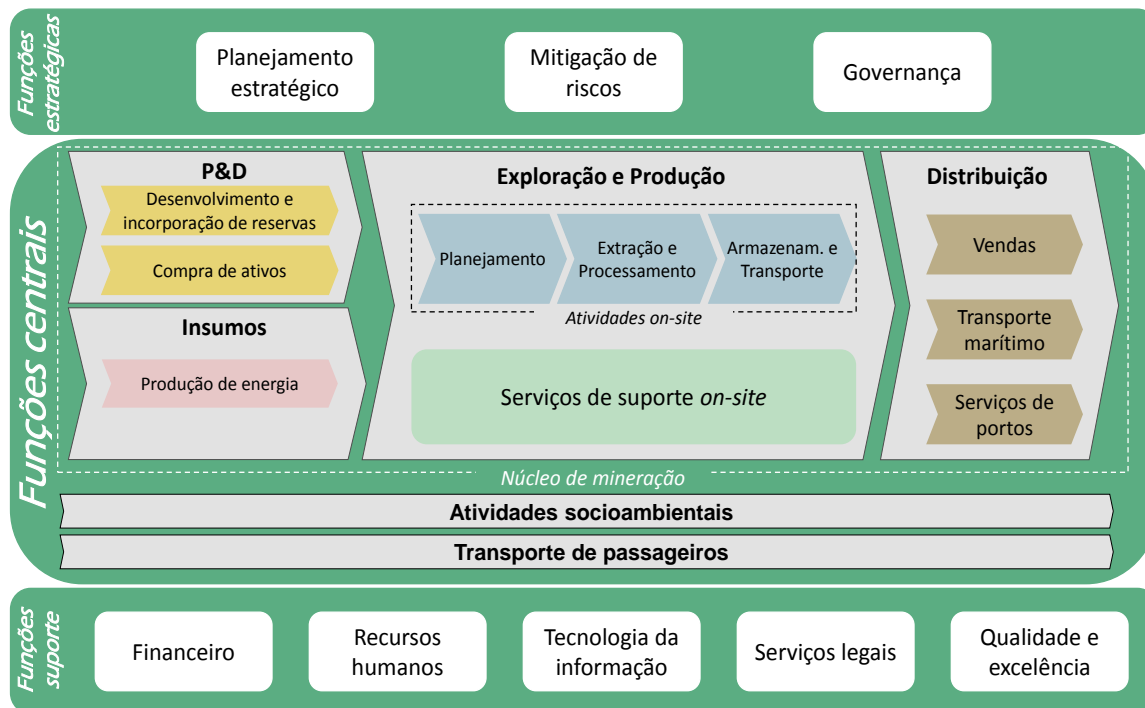 Funções
estratégicas
Planejamento
estratégico
Mitigação de
riscos
Governança
Funções centrais
P&D
Desenvolvimento e
incorporação de reservas
Compra de ativos
Insumos
Produção de energia
Exploração e Produção
Planejamento
Extração e
Processamento
Armazenam. e
Transporte
Atividades on-site
Serviços de suporte on-site
Distribuição
Vendas
Transporte
marítimo
Serviços de
portos
Núcleo de mineração
Atividades socioambientais
Transporte de passageiros
Funções
suporte
Financeiro
Recursos
humanos
Tecnologia da
informação
Serviços legais
Qualidade e
excelência